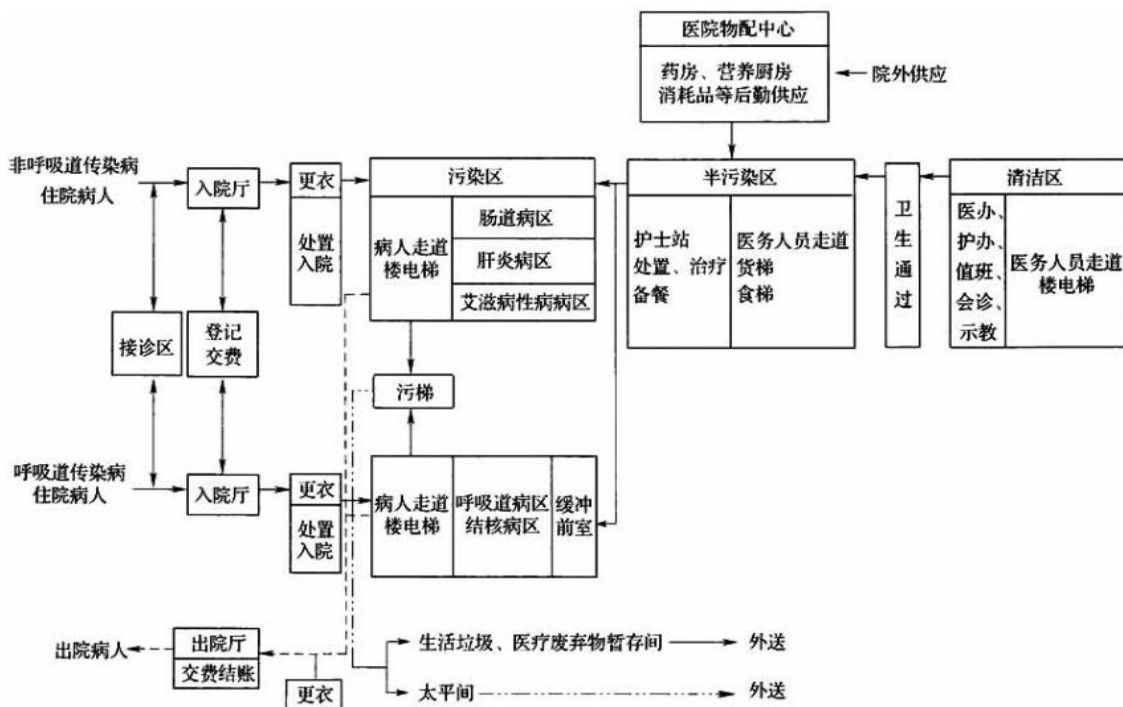 医院物配中心
药房、营养厨房
消耗品等后勤供应
院外供应
非呼吸道传染病
住院病人
入院厅
更衣
处置
入院
污染区
病人走道
楼电梯
肠道病区
肝炎病区
艾滋病性病病区
半污染区
护士站
处置、治疗
备餐
医务人员走道
货梯
食梯
卫
生
通
过
清洁区
医办、
护办、
值班、
会诊、
示教
医务人员走道
楼电梯
接诊区
登记
交费
污梯
呼吸道传染病
住院病人
入院厅
更衣
处置
入院
病人走道
楼电梯
呼吸道病区
结核病区
缓冲
前室
出院病人
出院厅
交费结账
更衣
生活垃圾、医疗废弃物暂存间
外送
太平间
外送